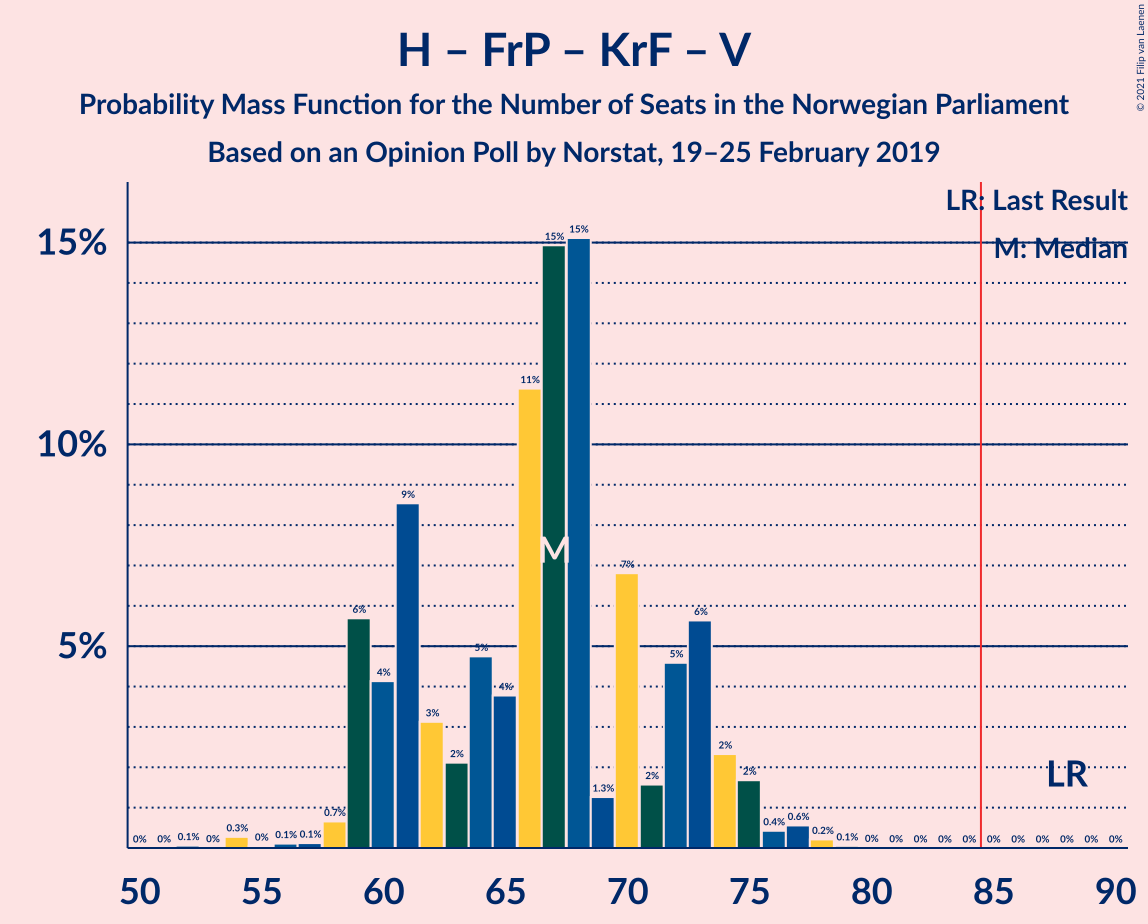 H – FrP – KrF – V
Probability Mass Function for the Number of Seats in the Norwegian Parliament
Based on an Opinion Poll by Norstat, 19–25 February 2019
© 2021 Filip van Laenen
LR: Last Result
M: Median
15%
10%
5%
0% 0% 0.1% 0% 0.3% 0% 0.1% 0.1% 0.7% 6% 4% 9% 3% 2% 5% 4% 11% 15% 15% 1.3% 7% 2% 5% 6% 2% 2% 0.4% 0.6% 0.2% 0.1% 0% 0% 0% 0% 0% 0% 0% 0% 0% 0% 0%
M
LR
50 55 60 65 70 75 80 85 90